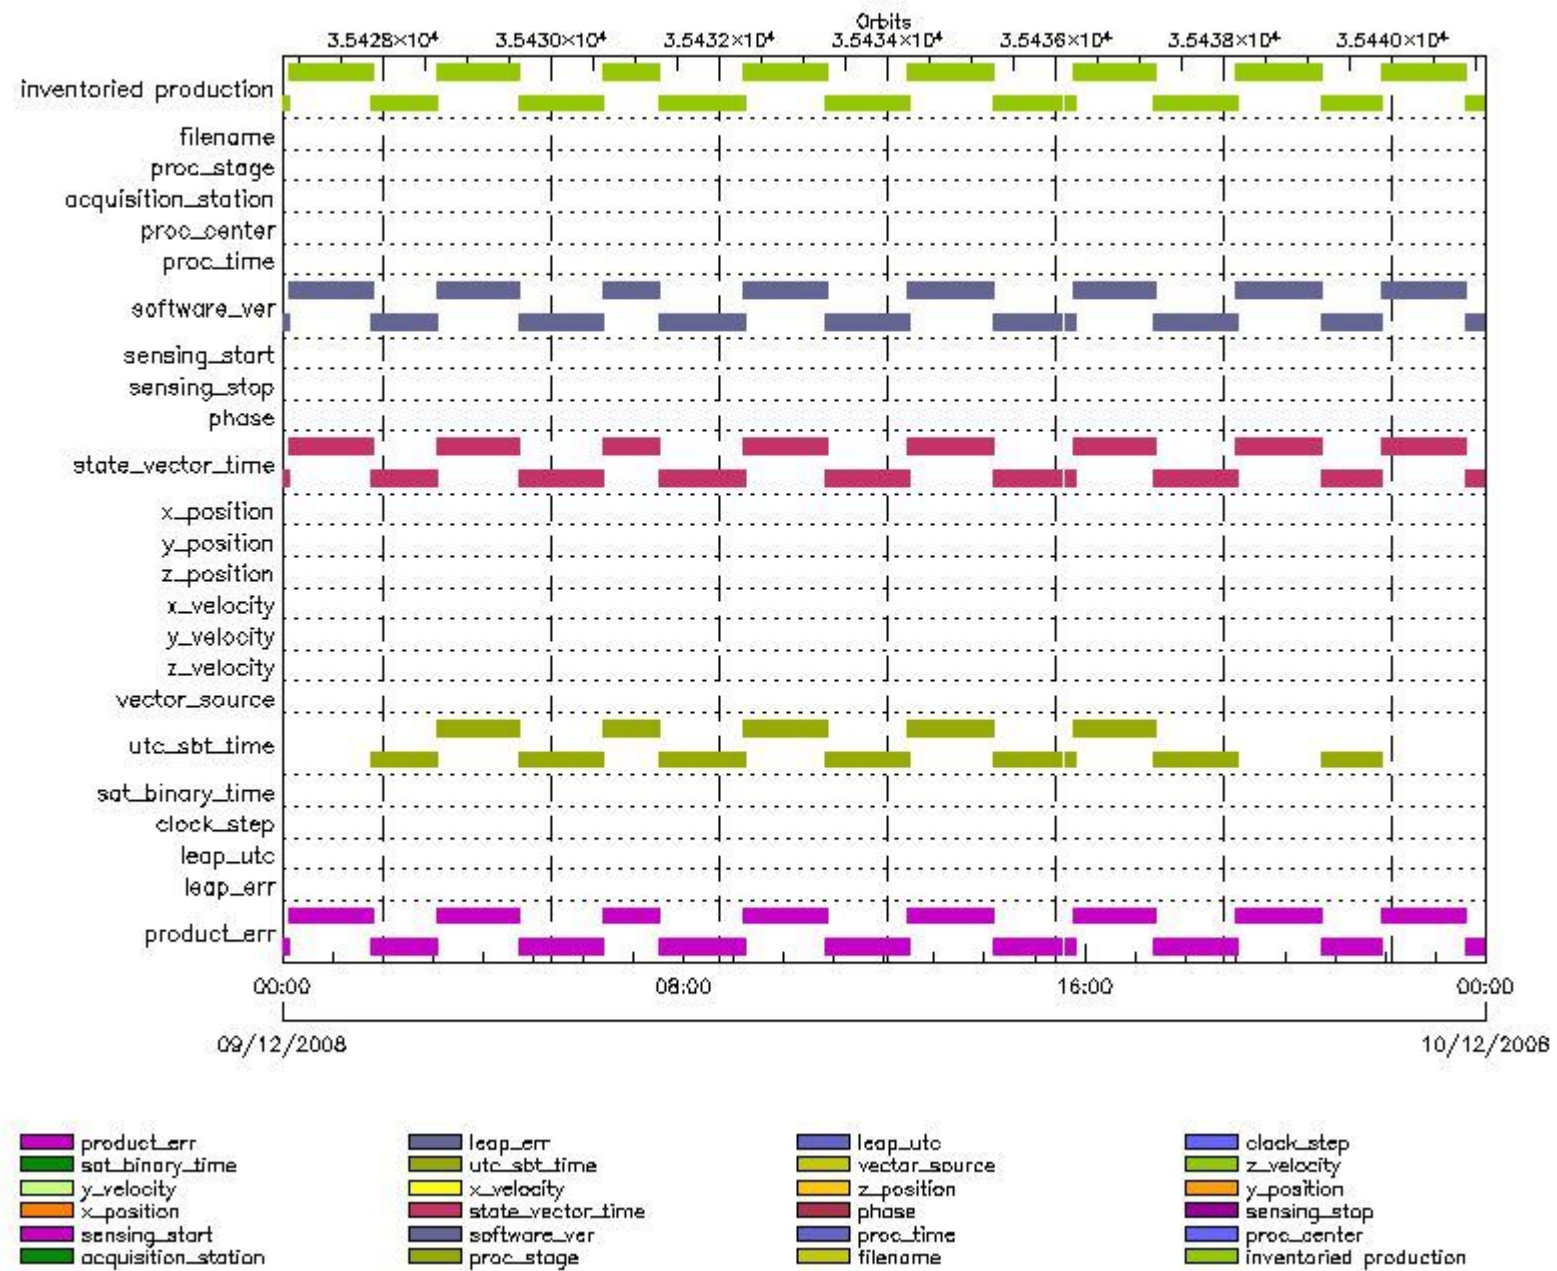 Orbits
3.5428×10⁴ 3.5430×10⁴ 3.5432×10⁴ 3.5434×10⁴ 3.5436×10⁴ 3.5438×10⁴ 3.5440×10⁴
inventoried production
filename
proc_stage
acquisition_station
proc_center
proc_time
software_ver
sensing_start
sensing_stop
phase
state_vector_time
x_position
y_position
z_position
x_velocity
y_velocity
z_velocity
vector_source
utc_sbt_time
sat_binary_time
clock_step
leap_utc
leap_err
product_err
00:00 08:00 16:00 00:00
09/12/2008 10/12/2008
product_err leap_err leap_utc clock_step
sat_binary_time utc_sbt_time vector_source z_velocity
y_velocity x_velocity z_position y_position
x_position state_vector_time phase sensing_stop
sensing_start software_ver proc_time proc_center
acquisition_station proc_stage filename inventoried production